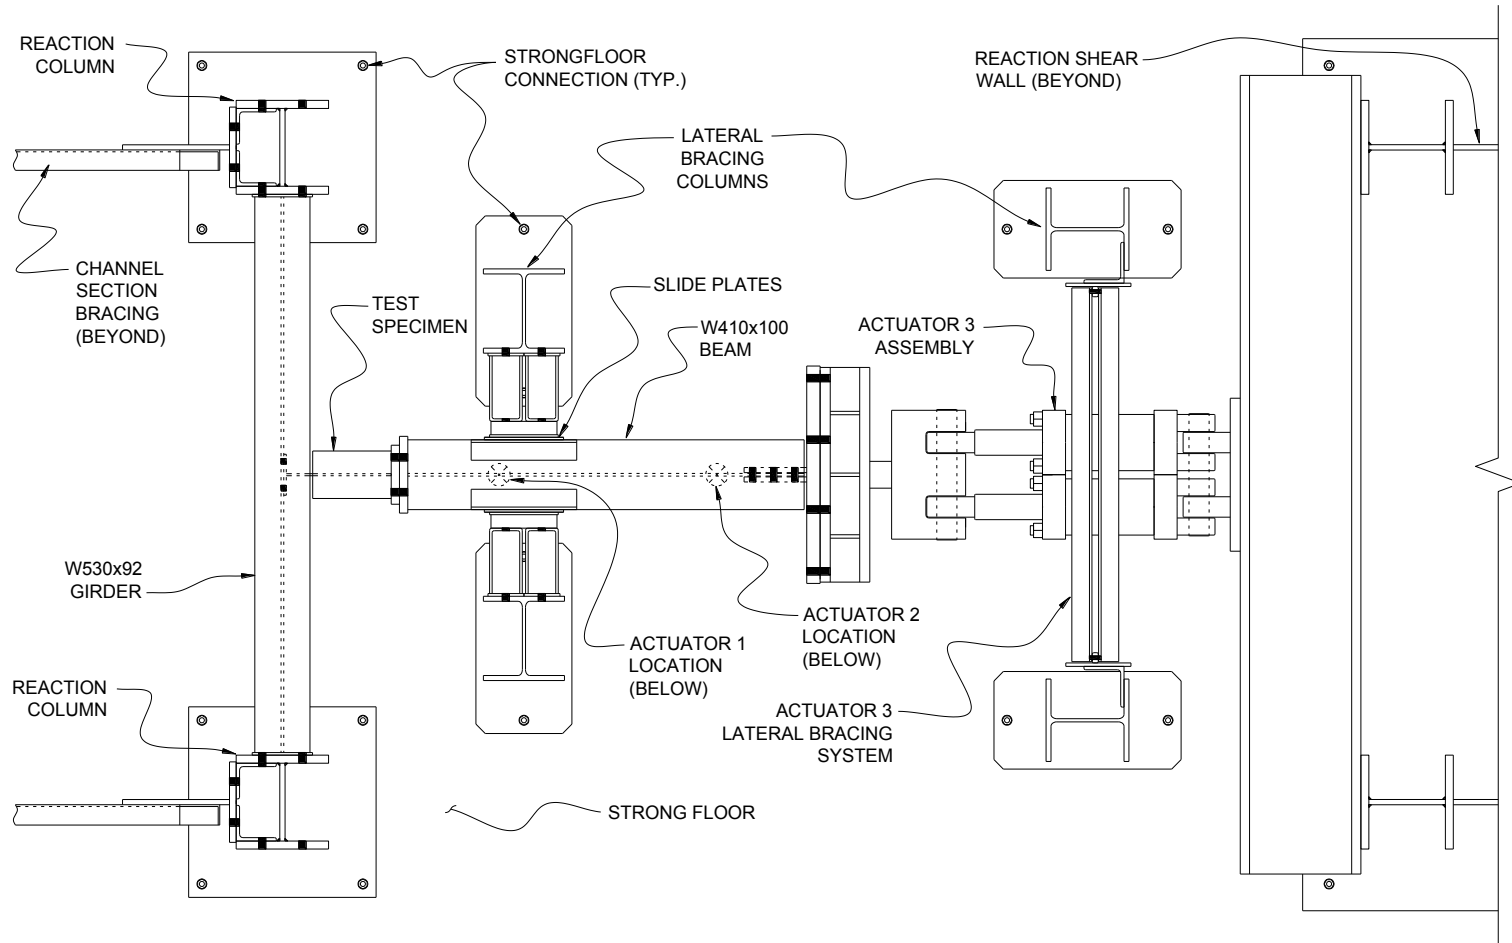 REACTION
COLUMN
STRONGFLOOR
CONNECTION (TYP.)
REACTION SHEAR
WALL (BEYOND)
LATERAL
BRACING
COLUMNS
CHANNEL
SECTION
BRACING
(BEYOND)
TEST
SPECIMEN
SLIDE PLATES
W410x100
BEAM
ACTUATOR 3
ASSEMBLY
W530x92
GIRDER
ACTUATOR 1
LOCATION
(BELOW)
ACTUATOR 2
LOCATION
(BELOW)
REACTION
COLUMN
ACTUATOR 3
LATERAL BRACING
SYSTEM
STRONG FLOOR